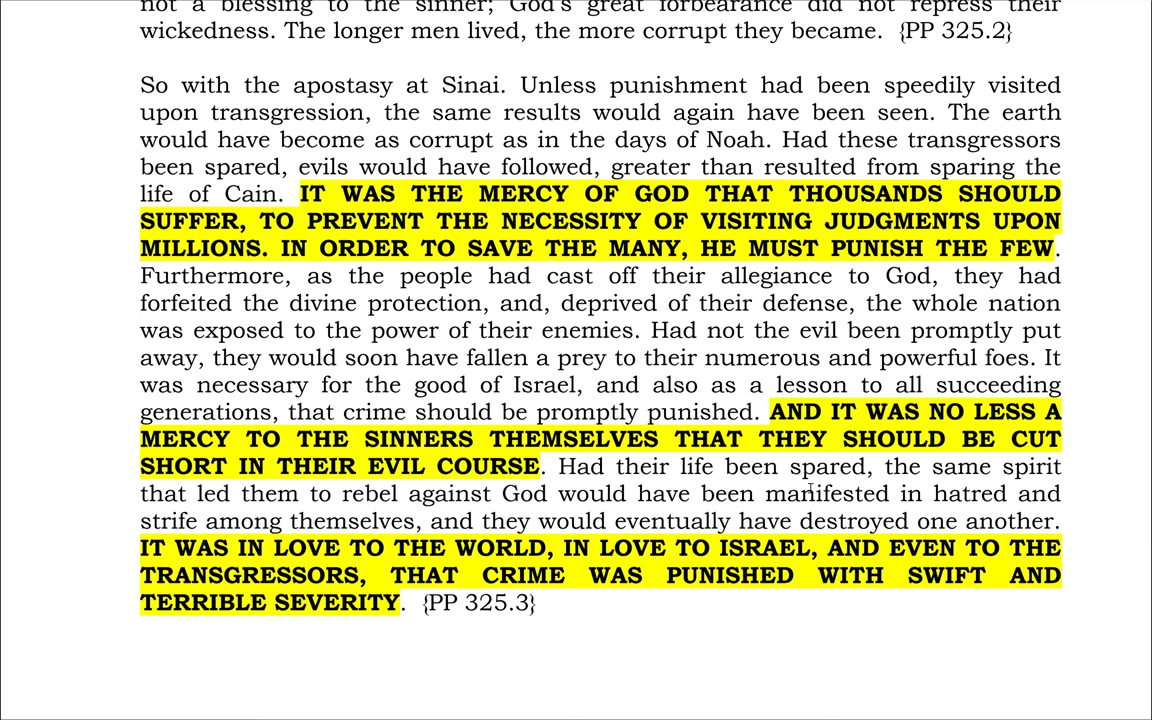 not a blessing to the sinner; God's great forbearance did not repress their
wickedness. The longer men lived, the more corrupt they became. {PP 325.2}
So with the apostasy at Sinai. Unless punishment had been speedily visited
upon transgression, the same results would again have been seen. The earth
would have become as corrupt as in the days of Noah. Had these transgressors
been spared, evils would have followed, greater than resulted from sparing the
life of Cain. IT WAS THE MERCY OF GOD THAT THOUSANDS SHOULD
SUFFER, TO PREVENT THE NECESSITY OF VISITING JUDGMENTS UPON
MILLIONS. IN ORDER TO SAVE THE MANY, HE MUST PUNISH THE FEW.
Furthermore, as the people had cast off their allegiance to God, they had
forfeited the divine protection, and, deprived of their defense, the whole nation
was exposed to the power of their enemies. Had not the evil been promptly put
away, they would soon have fallen a prey to their numerous and powerful foes. It
was necessary for the good of Israel, and also as a lesson to all succeeding
generations, that crime should be promptly punished. AND IT WAS NO LESS A
MERCY TO THE SINNERS THEMSELVES THAT THEY SHOULD BE CUT
SHORT IN THEIR EVIL COURSE. Had their life been spared, the same spirit
that led them to rebel against God would have been manifested in hatred and
strife among themselves, and they would eventually have destroyed one another.
IT WAS IN LOVE TO THE WORLD, IN LOVE TO ISRAEL, AND EVEN TO THE
TRANSGRESSORS, THAT CRIME WAS PUNISHED WITH SWIFT AND
TERRIBLE SEVERITY. {PP 325.3}